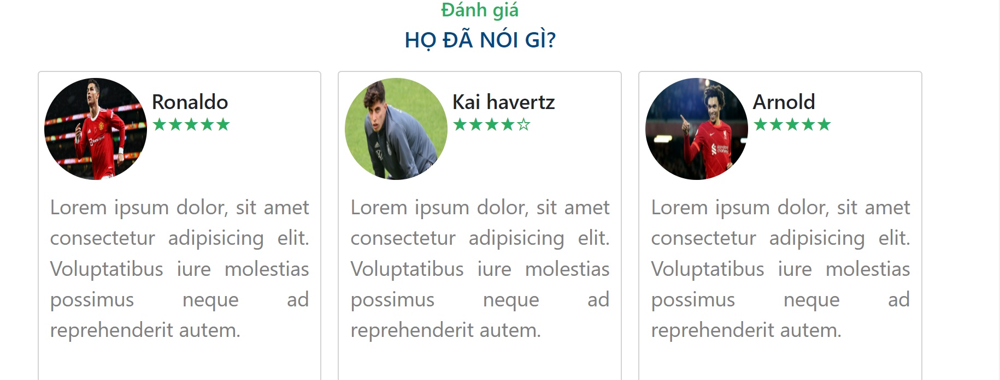 Đánh giá
HỌ ĐÃ NÓI GÌ?
Ronaldo
★★★★★
Lorem ipsum dolor, sit amet
consectetur adipisicing elit.
Voluptatibus iure molestias
possimus neque ad
reprehenderit autem.
Kai havertz
★★★★☆
Lorem ipsum dolor, sit amet
consectetur adipisicing elit.
Voluptatibus iure molestias
possimus neque ad
reprehenderit autem.
Arnold
★★★★★
Lorem ipsum dolor, sit amet
consectetur adipisicing elit.
Voluptatibus iure molestias
possimus neque ad
reprehenderit autem.